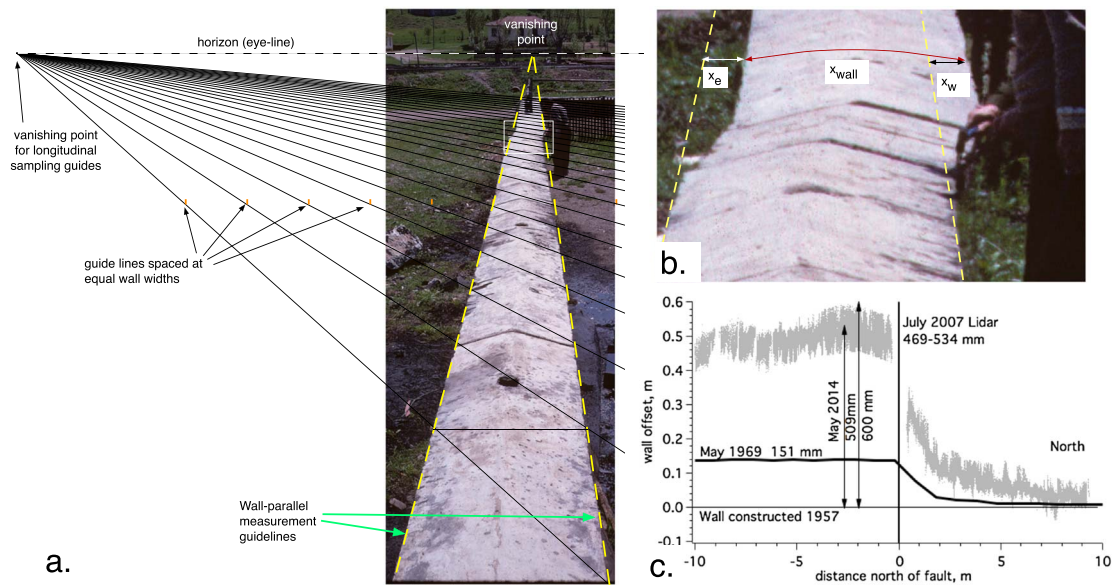 vanishing
point
horizon (eye-line)
vanishing point
for longitudinal
sampling guides
guide lines spaced at
equal wall widths
Wall-parallel
measurement
guidelines
a.
xe
xwall
xw
b.
0.6
0.5
0.4
0.3
0.2
0.1
0.0
-0.1
wall offset, m
July 2007 Lidar
469-534 mm
May 2014
509mm
600 mm
May 1969 151 mm
North
Wall constructed 1957
-10
-5
0
5
10
distance north of fault, m
c.